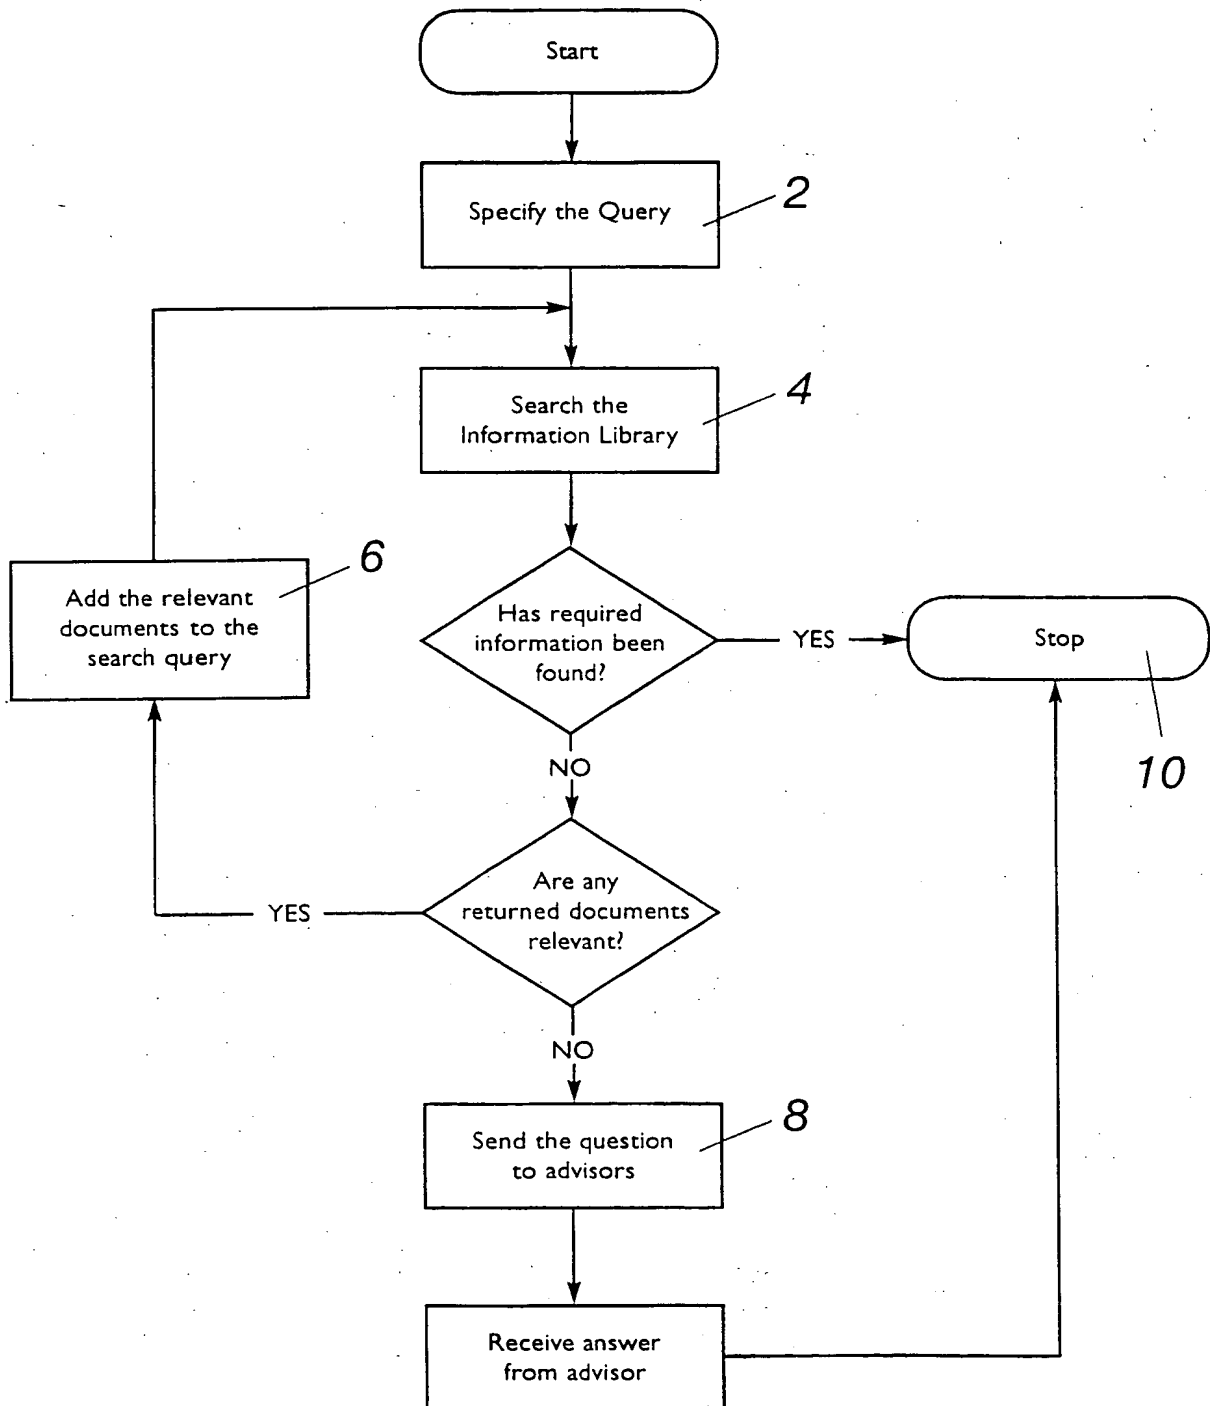 Start
Specify the Query
2
Search the
Information Library
4
Add the relevant
documents to the
search query
6
Has required
information been
found?
YES
Stop
10
NO
Are any
returned documents
relevant?
YES
NO
Send the question
to advisors
8
Receive answer
from advisor